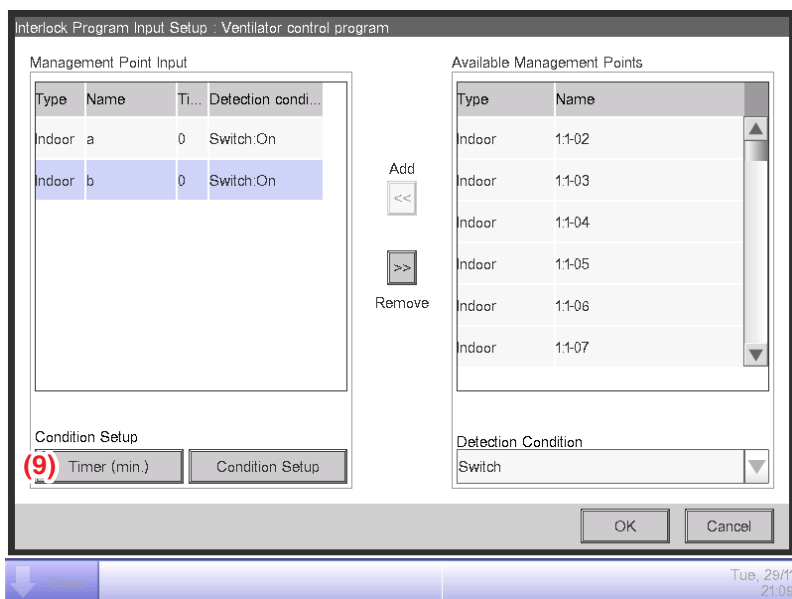 Interlock Program Input Setup : Ventilator control program
Management Point Input
Type Name Ti... Detection condi...
Indoor a 0 Switch:On
Indoor b 0 Switch:On
Condition Setup
(9) Timer (min.) Condition Setup
Add
<<
>>
Remove
Available Management Points
Type Name
Indoor 1:1-02
Indoor 1:1-03
Indoor 1:1-04
Indoor 1:1-05
Indoor 1:1-06
Indoor 1:1-07
Detection Condition
Switch
OK Cancel
Tue, 29/11
21:09